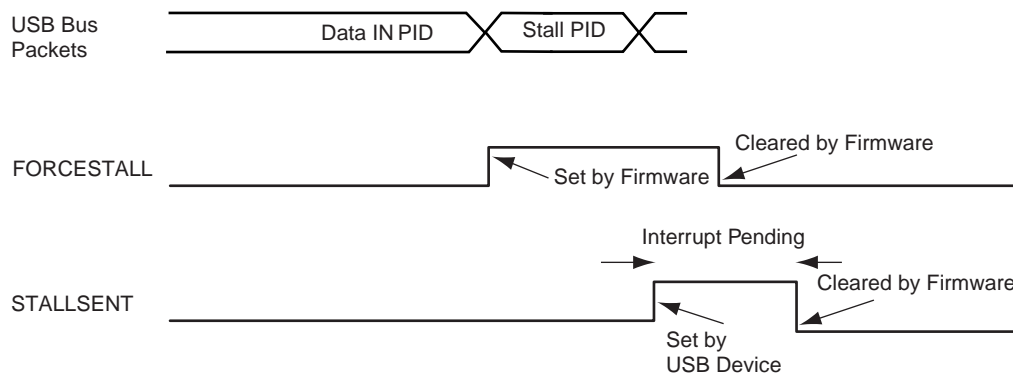 USB Bus
Packets
Data IN PID
Stall PID
FORCESTALL
Set by Firmware
Cleared by Firmware
Interrupt Pending
STALLSENT
Set by
USB Device
Cleared by Firmware